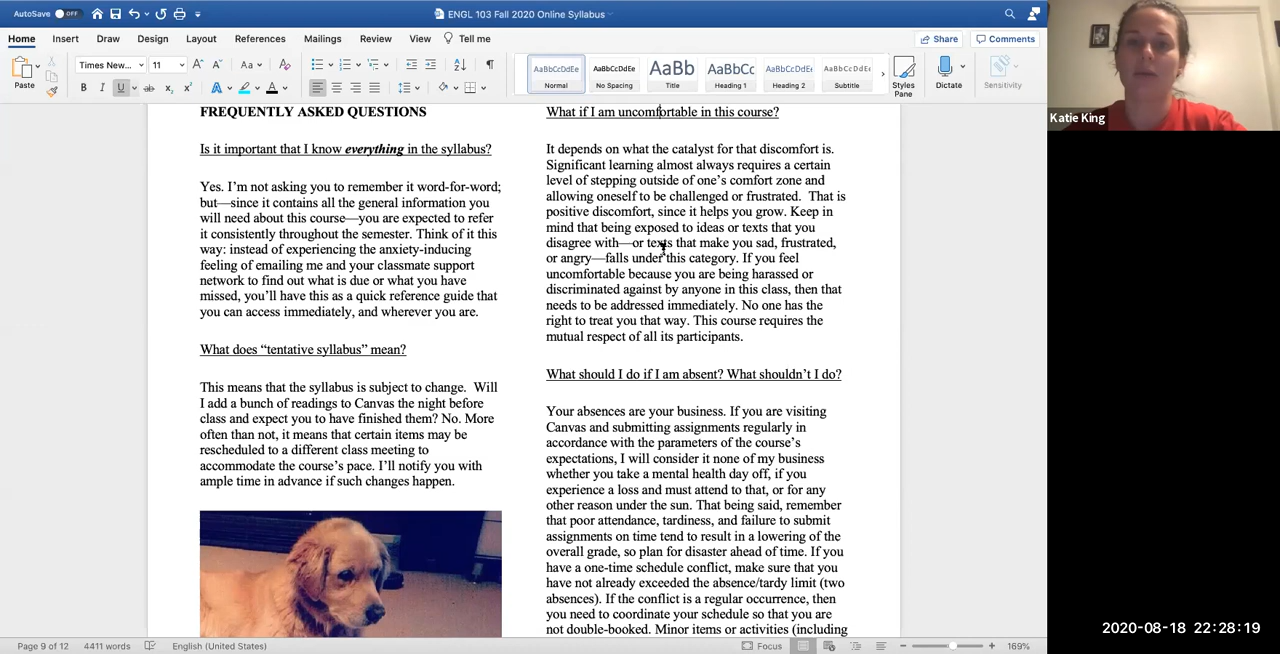 AutoSave OFF
ENGL 103 Fall 2020 Online Syllabus
Home Insert Draw Design Layout References Mailings Review View Tell me
Share Comments
Paste
Times New... 11
AaBbCcDdEe AaBbCcDdEe AaBb AaBbCc AaBbCcDdEe AaBbCcDdEe
Normal No Spacing Title Heading 1 Heading 2 Subtitle
Styles Pane
Dictate
Sensitivity
FREQUENTLY ASKED QUESTIONS
Is it important that I know everything in the syllabus?
Yes. I’m not asking you to remember it word-for-word;
but—since it contains all the general information you
will need about this course—you are expected to refer
it consistently throughout the semester. Think of it this
way: instead of experiencing the anxiety-inducing
feeling of emailing me and your classmate support
network to find out what is due or what you have
missed, you’ll have this as a quick reference guide that
you can access immediately, and wherever you are.
What does “tentative syllabus” mean?
This means that the syllabus is subject to change.  Will
I add a bunch of readings to Canvas the night before
class and expect you to have finished them? No. More
often than not, it means that certain items may be
rescheduled to a different class meeting to
accommodate the course’s pace. I’ll notify you with
ample time in advance if such changes happen.
What if I am uncomfortable in this course?
It depends on what the catalyst for that discomfort is.
Significant learning almost always requires a certain
level of stepping outside of one’s comfort zone and
allowing oneself to be challenged or frustrated.  That is
positive discomfort, since it helps you grow. Keep in
mind that being exposed to ideas or texts that you
disagree with—or texts that make you sad, frustrated,
or angry—falls under this category. If you feel
uncomfortable because you are being harassed or
discriminated against by anyone in this class, then that
needs to be addressed immediately. No one has the
right to treat you that way. This course requires the
mutual respect of all its participants.
What should I do if I am absent? What shouldn’t I do?
Your absences are your business. If you are visiting
Canvas and submitting assignments regularly in
accordance with the parameters of the course’s
expectations, I will consider it none of my business
whether you take a mental health day off, if you
experience a loss and must attend to that, or for any
other reason under the sun. That being said, remember
that poor attendance, tardiness, and failure to submit
assignments on time tend to result in a lowering of the
overall grade, so plan for disaster ahead of time. If you
have a one-time schedule conflict, make sure that you
have not already exceeded the absence/tardy limit (two
absences). If the conflict is a regular occurrence, then
you need to coordinate your schedule so that you are
not double-booked. Minor items or activities (including
Katie King
2020-08-18 22:28:19
Page 9 of 12 4411 words English (United States) Focus 169%